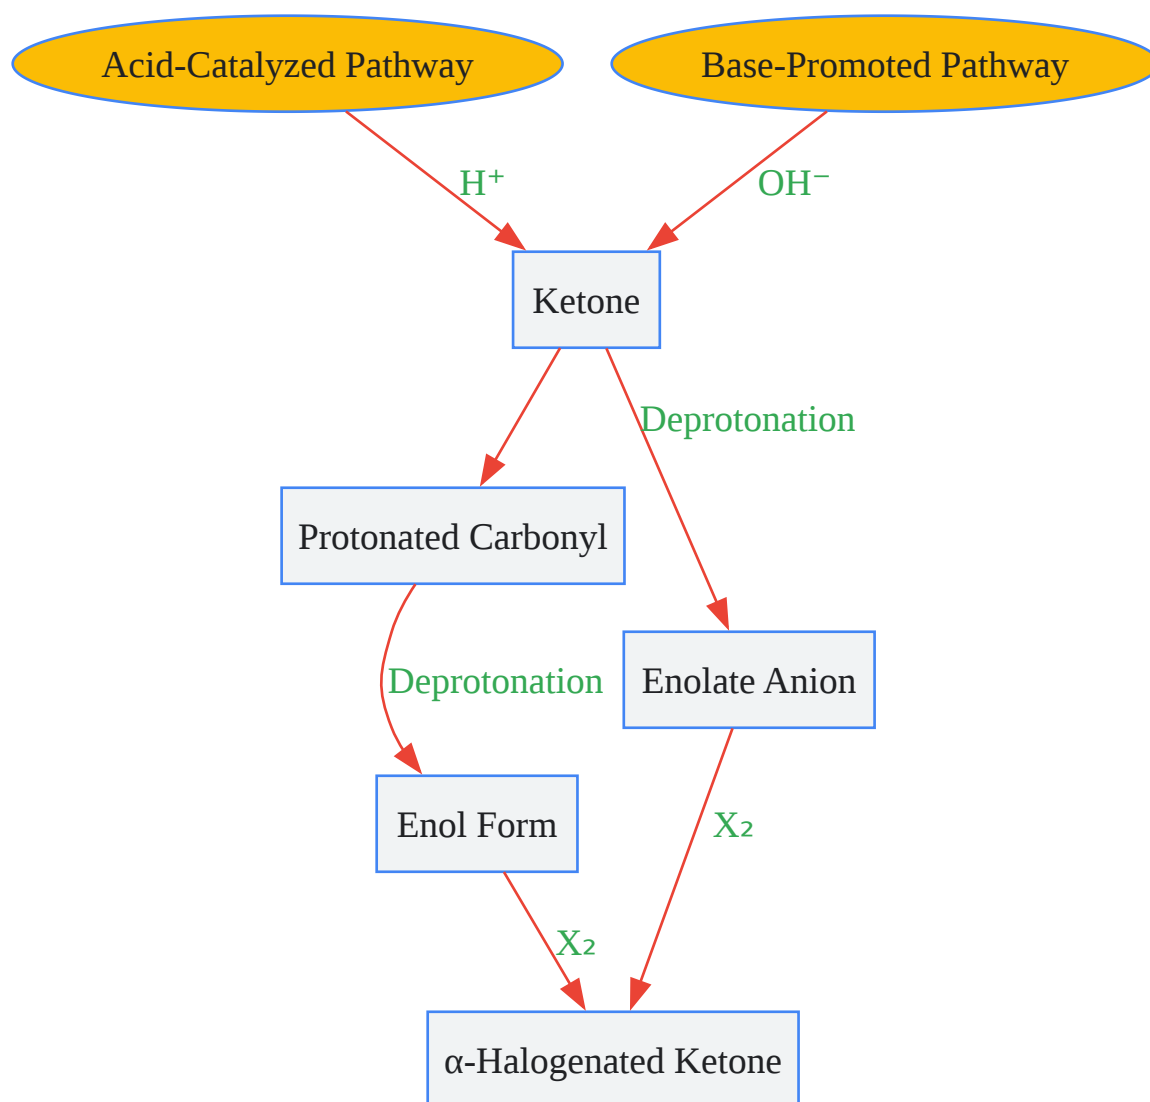 Acid-Catalyzed Pathway
Base-Promoted Pathway
H⁺
OH⁻
Ketone
Deprotonation
Protonated Carbonyl
Deprotonation
Enolate Anion
Enol Form
X₂
X₂
α-Halogenated Ketone